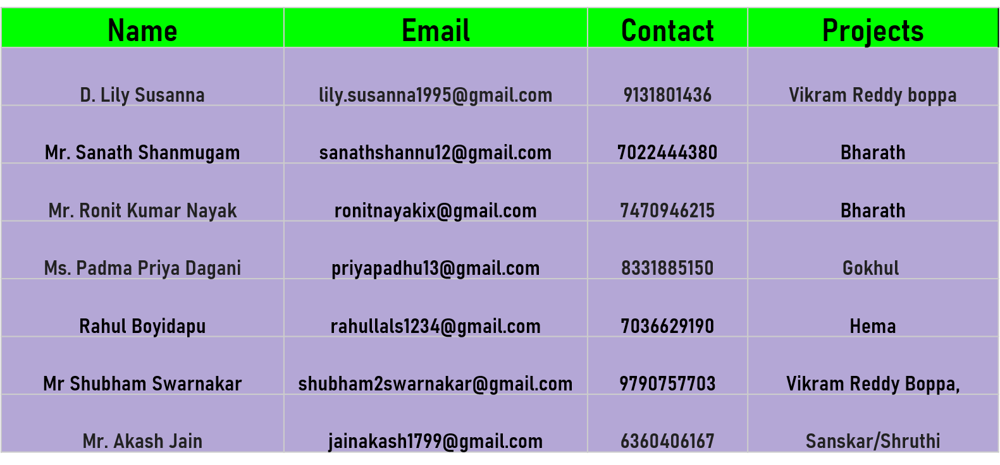 Name Email Contact Projects
D. Lily Susanna lily.susanna1995@gmail.com 9131801436 Vikram Reddy boppa
Mr. Sanath Shanmugam sanathshannu12@gmail.com 7022444380 Bharath
Mr. Ronit Kumar Nayak ronitnayakix@gmail.com 7470946215 Bharath
Ms. Padma Priya Dagani priyapadhu13@gmail.com 8331885150 Gokhul
Rahul Boyidapu rahullals1234@gmail.com 7036629190 Hema
Mr Shubham Swarnakar shubham2swarnakar@gmail.com 9790757703 Vikram Reddy Boppa,
Mr. Akash Jain jainakash1799@gmail.com 6360406167 Sanskar/Shruthi